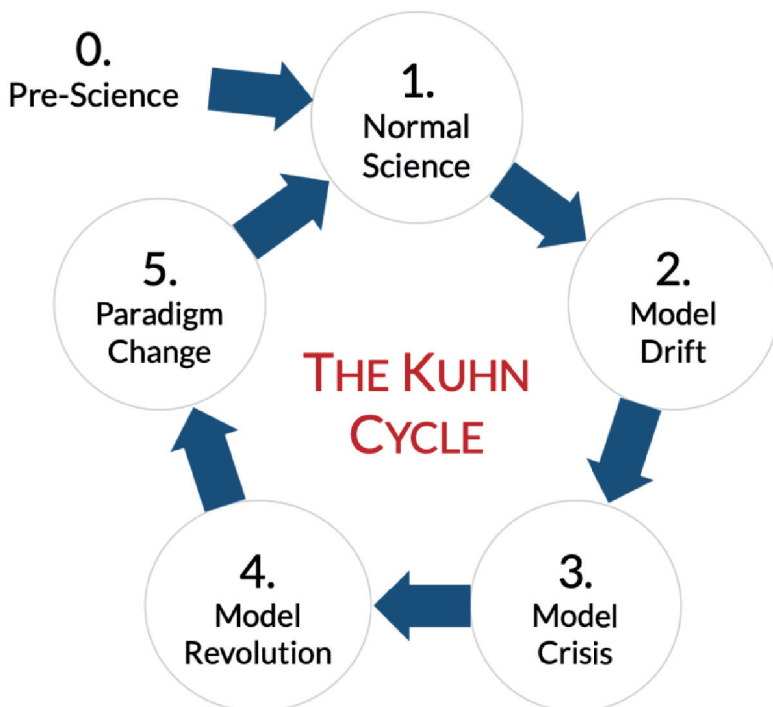 0.
Pre-Science
1.
Normal
Science
2.
Model
Drift
3.
Model
Crisis
4.
Model
Revolution
5.
Paradigm
Change
THE KUHN
CYCLE